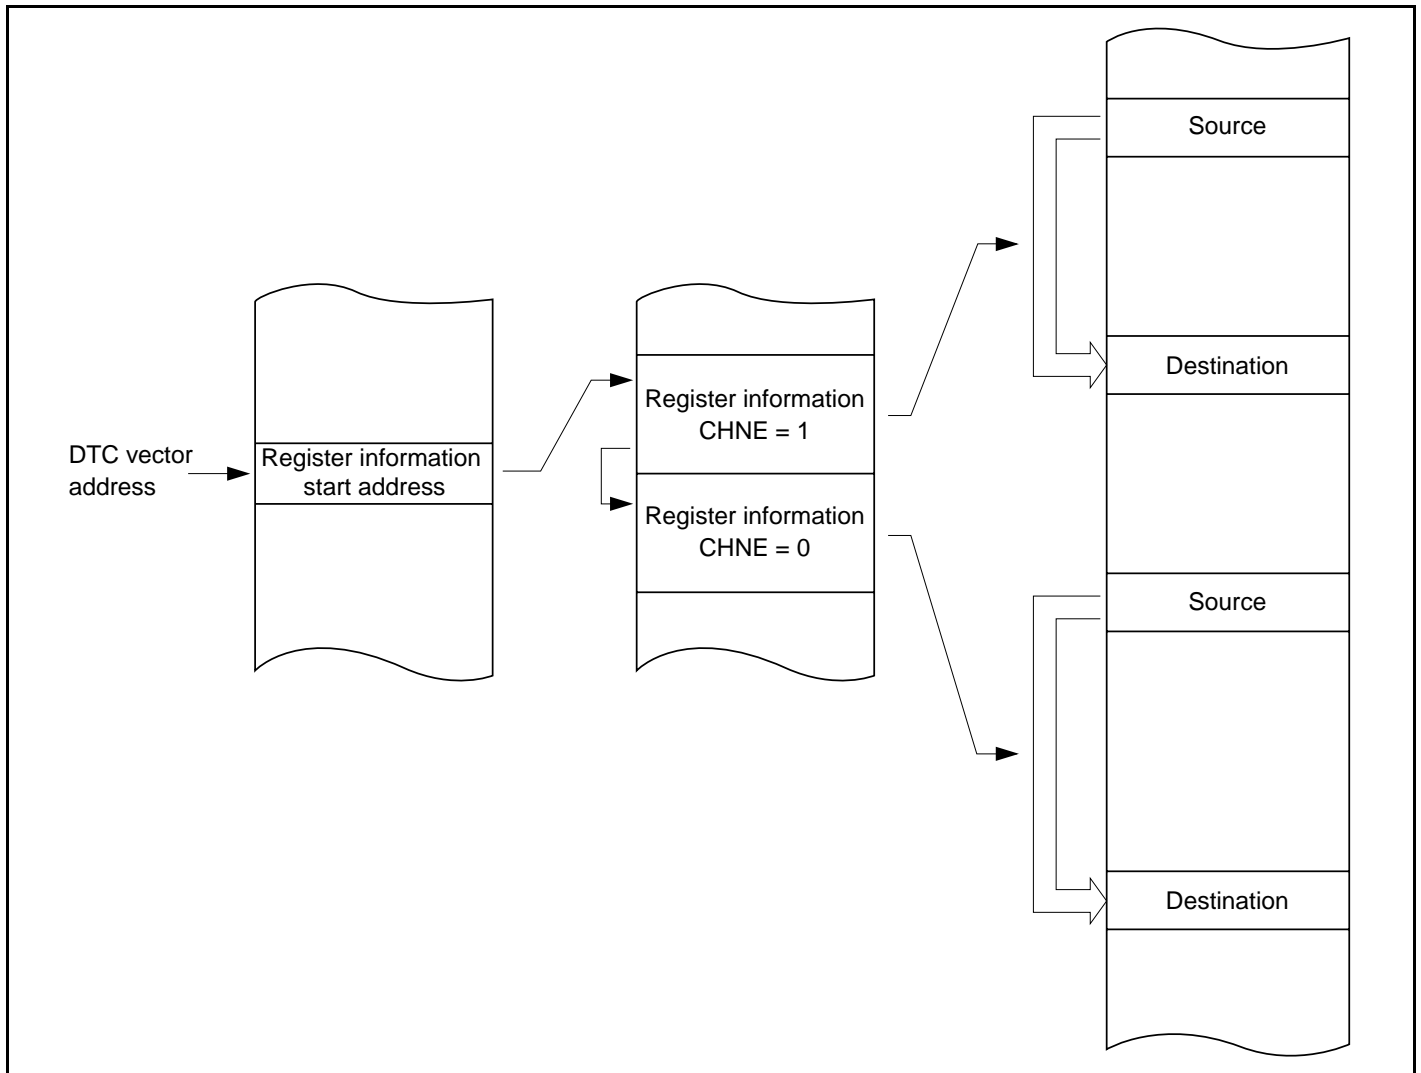 DTC vector
address
Register information
start address
Register information
CHNE = 1
Register information
CHNE = 0
Source
Destination
Source
Destination